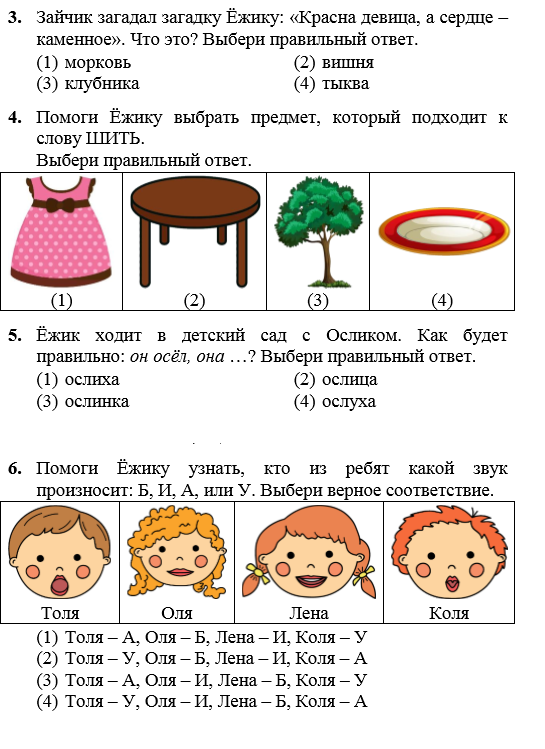 3. Зайчик загадал загадку Ёжику: «Красна девица, а сердце –
каменное». Что это? Выбери правильный ответ.
(1) морковь (2) вишня
(3) клубника (4) тыква
4. Помоги Ёжику выбрать предмет, который подходит к
слову ШИТЬ.
Выбери правильный ответ.
(1) (2) (3) (4)
5. Ёжик ходит в детский сад с Осликом. Как будет
правильно: он осёл, она …? Выбери правильный ответ.
(1) ослиха (2) ослица
(3) ослинка (4) ослуха
6. Помоги Ёжику узнать, кто из ребят какой звук
произносит: Б, И, А, или У. Выбери верное соответствие.
Толя Оля Лена Коля
(1) Толя – А, Оля – Б, Лена – И, Коля – У
(2) Толя – У, Оля – Б, Лена – И, Коля – А
(3) Толя – А, Оля – И, Лена – Б, Коля – У
(4) Толя – У, Оля – И, Лена – Б, Коля – А